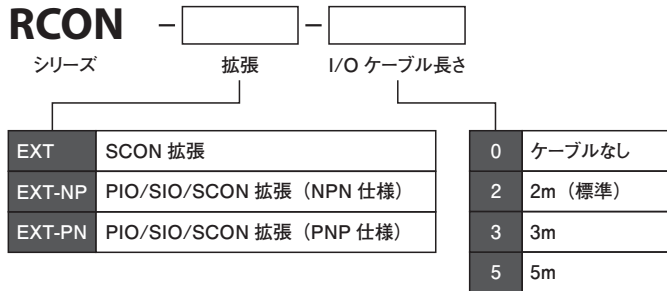 RCON - -
シリーズ 拡張 I/O ケーブル長さ
EXT SCON 拡張
EXT-NP PIO/SIO/SCON 拡張（NPN 仕様）
EXT-PN PIO/SIO/SCON 拡張（PNP 仕様）
0 ケーブルなし
2 2m（標準）
3 3m
5 5m